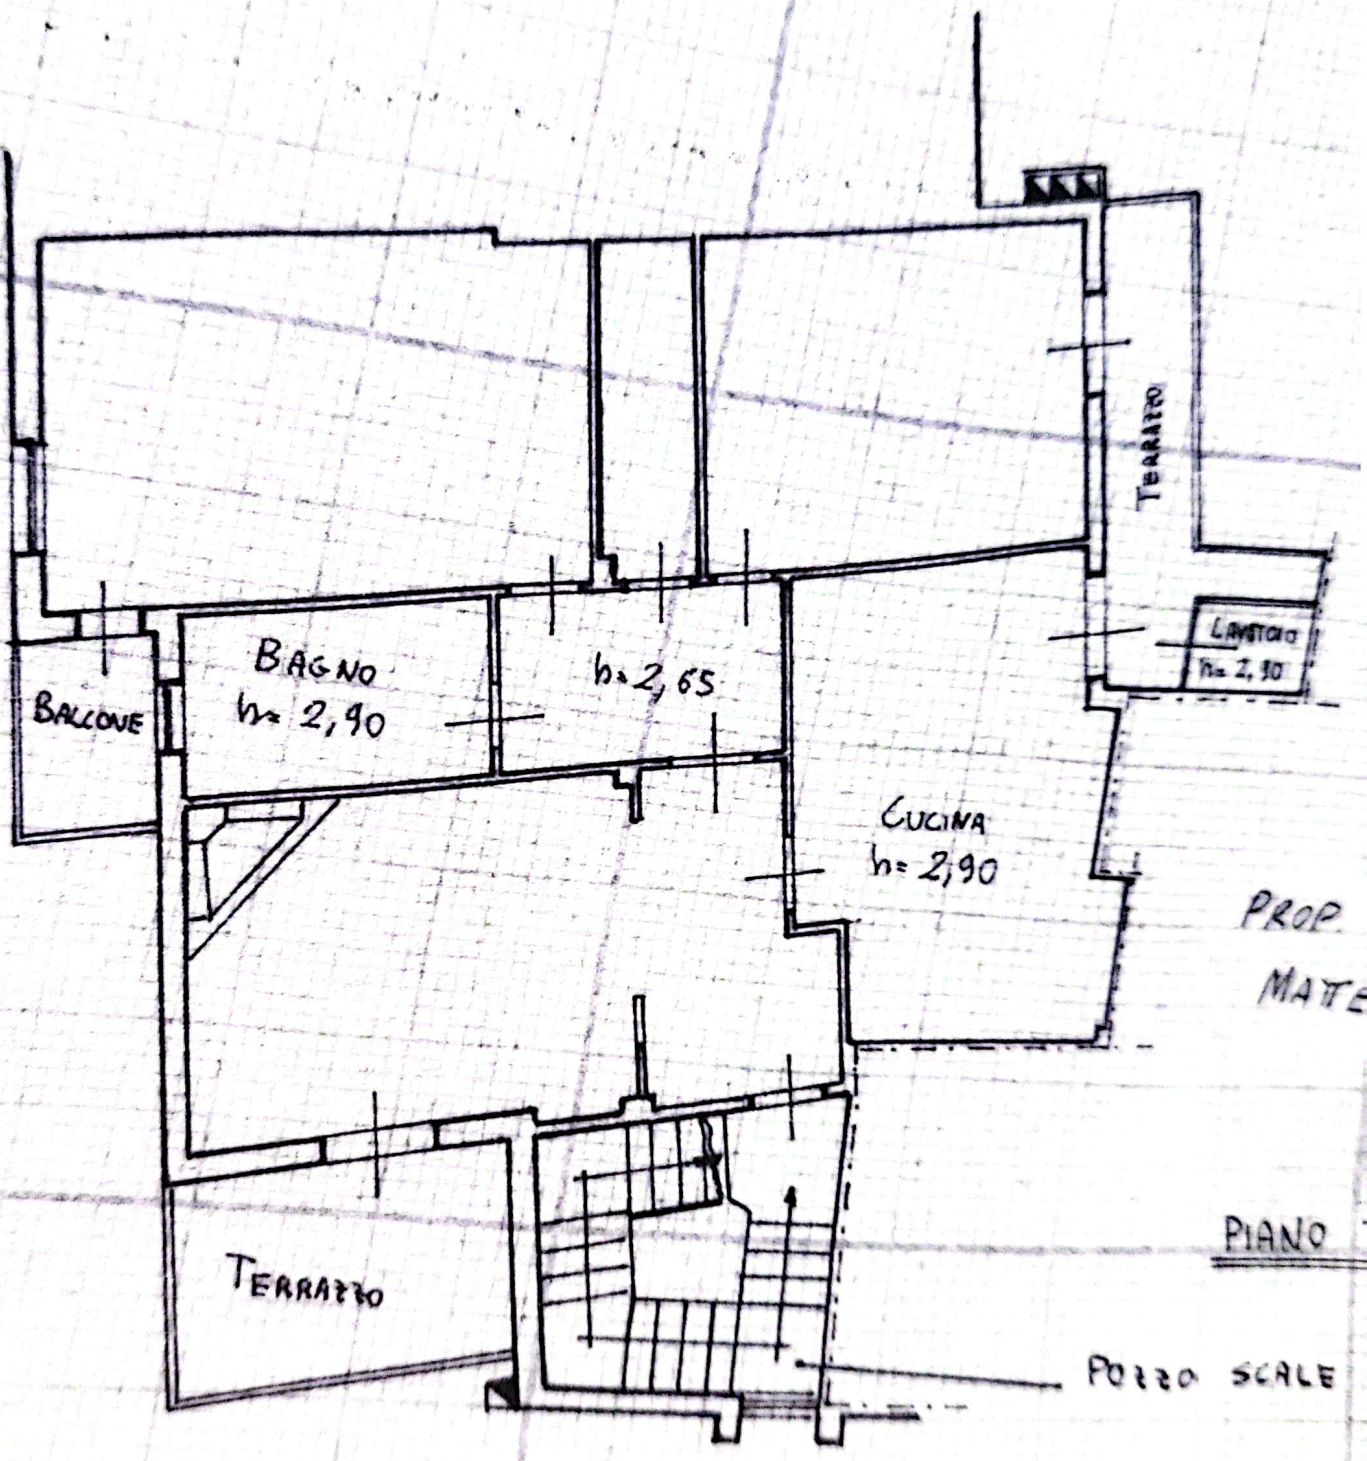 TERRAZZO
LAVATOIO
h= 2,90
BAGNO
h= 2,90
h= 2,65
BALCONE
CUCINA
h= 2,90
PROP.
MATTE
PIANO
TERRAZZO
POZZO SCALE